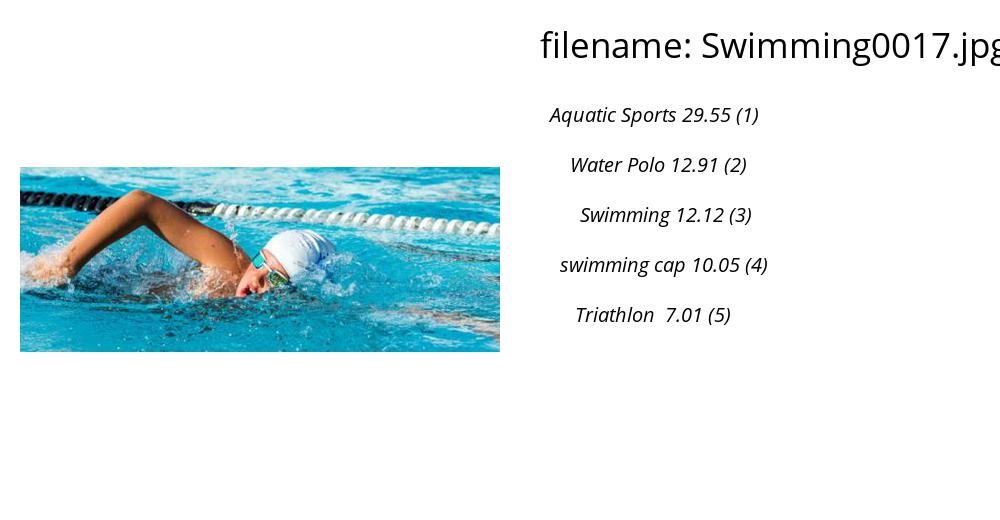 filename: Swimming0017.jpg
Aquatic Sports 29.55 (1)
Water Polo 12.91 (2)
Swimming 12.12 (3)
swimming cap 10.05 (4)
Triathlon 7.01 (5)